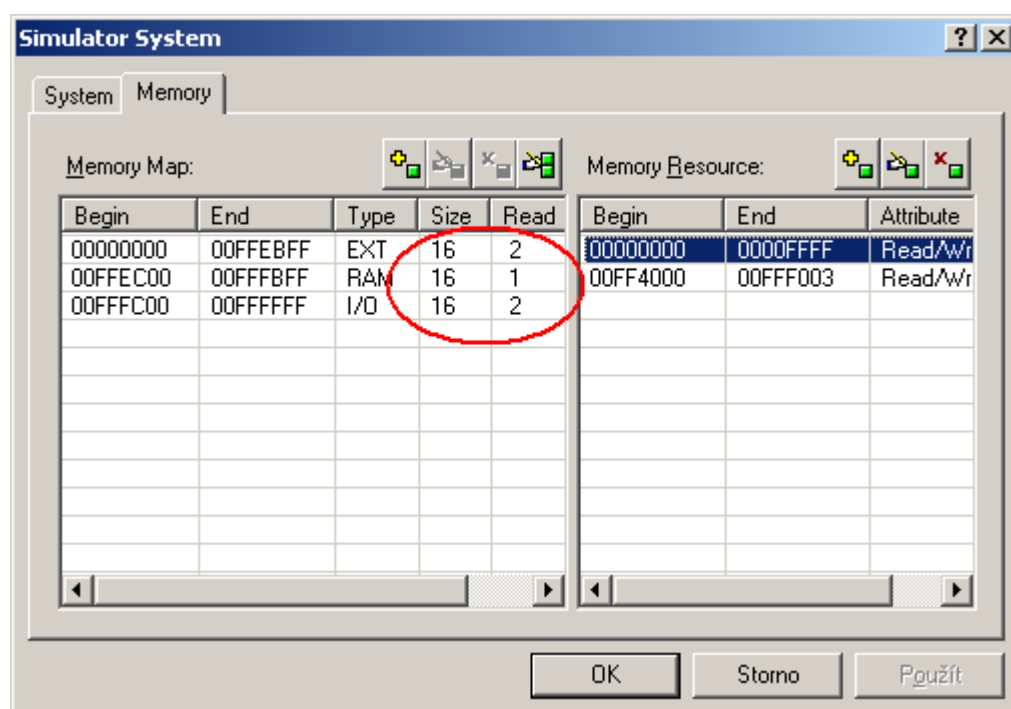 Simulator System
System Memory
Memory Map: Memory Resource:
Begin End Type Size Read Begin End Attribute
00000000 00FFEBFF EXT 16 2 00000000 0000FFFF Read/Wr
00FFEC00 00FFFBFF RAM 16 1 00FF4000 00FFF003 Read/Wr
00FFFC00 00FFFFFF I/O 16 2
OK Storno Použít